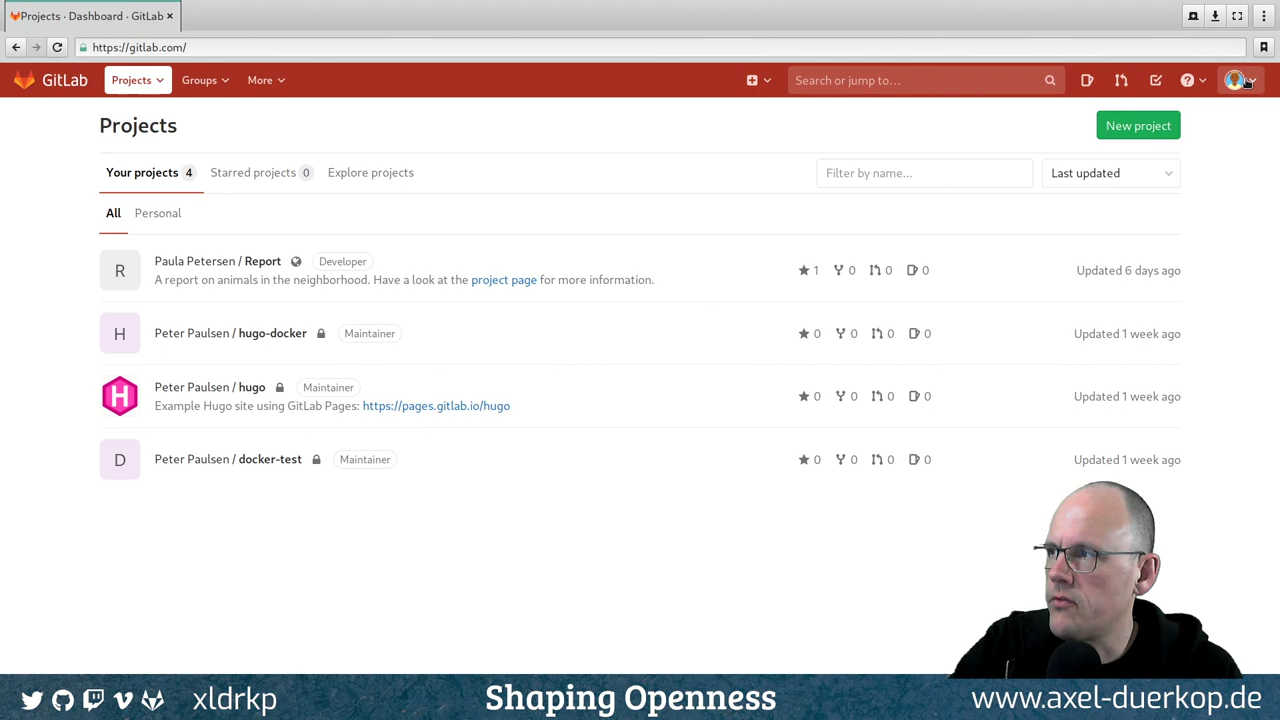 Projects · Dashboard · GitLab
https://gitlab.com/
GitLab Projects Groups More Search or jump to...
Projects New project
Your projects 4 Starred projects 0 Explore projects Filter by name... Last updated
All Personal
R Paula Petersen / Report Developer 1 0 0 0 Updated 6 days ago
A report on animals in the neighborhood. Have a look at the project page for more information.
H Peter Paulsen / hugo-docker Maintainer 0 0 0 0 Updated 1 week ago
H Peter Paulsen / hugo Maintainer 0 0 0 0 Updated 1 week ago
Example Hugo site using GitLab Pages: https://pages.gitlab.io/hugo
D Peter Paulsen / docker-test Maintainer 0 0 0 0 Updated 1 week ago
xldrkp Shaping Openness www.axel-duerkop.de